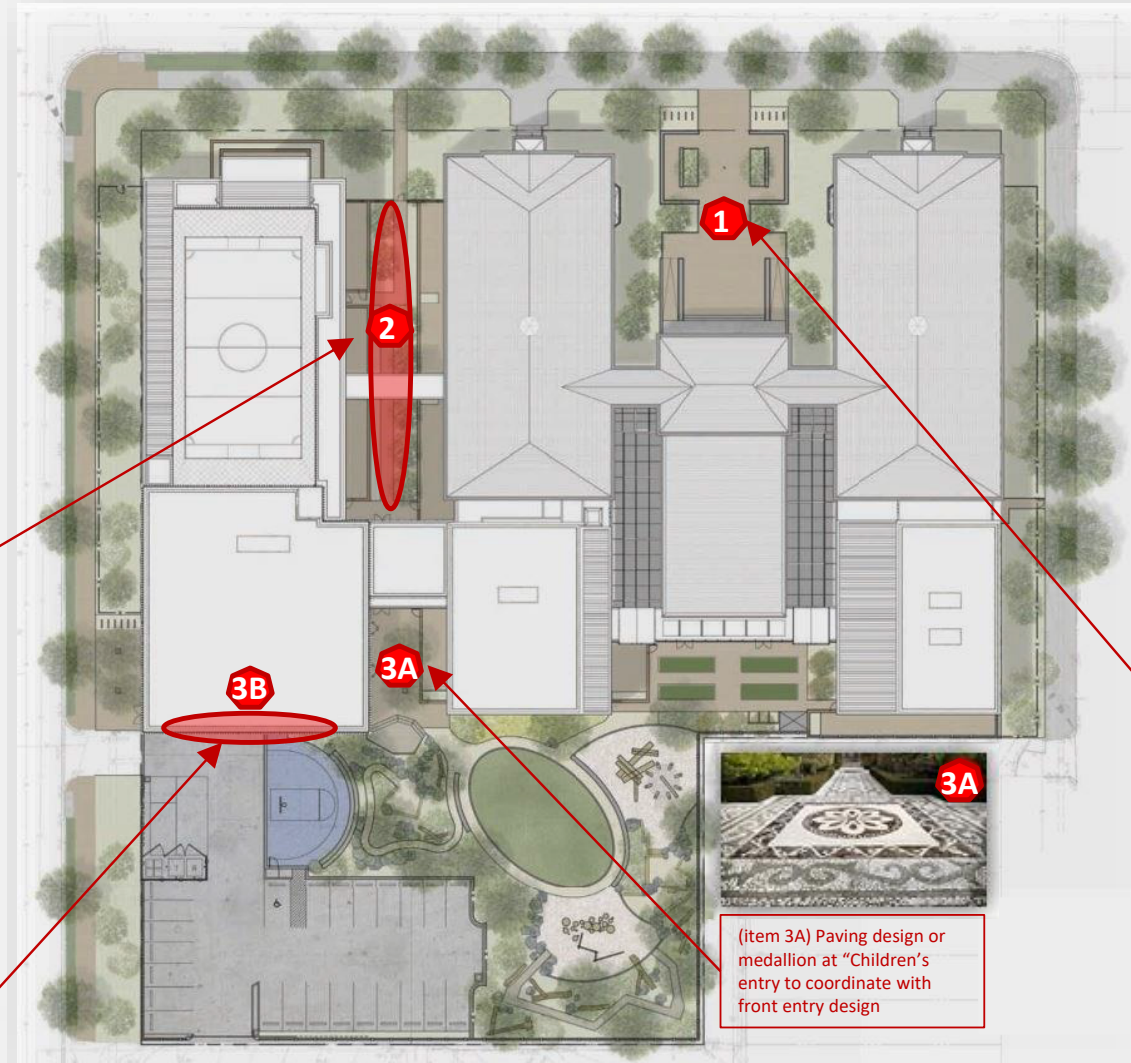 1
2
3A
3B
3A
(item 3A) Paving design or
medallion at “Children’s
entry to coordinate with
front entry design